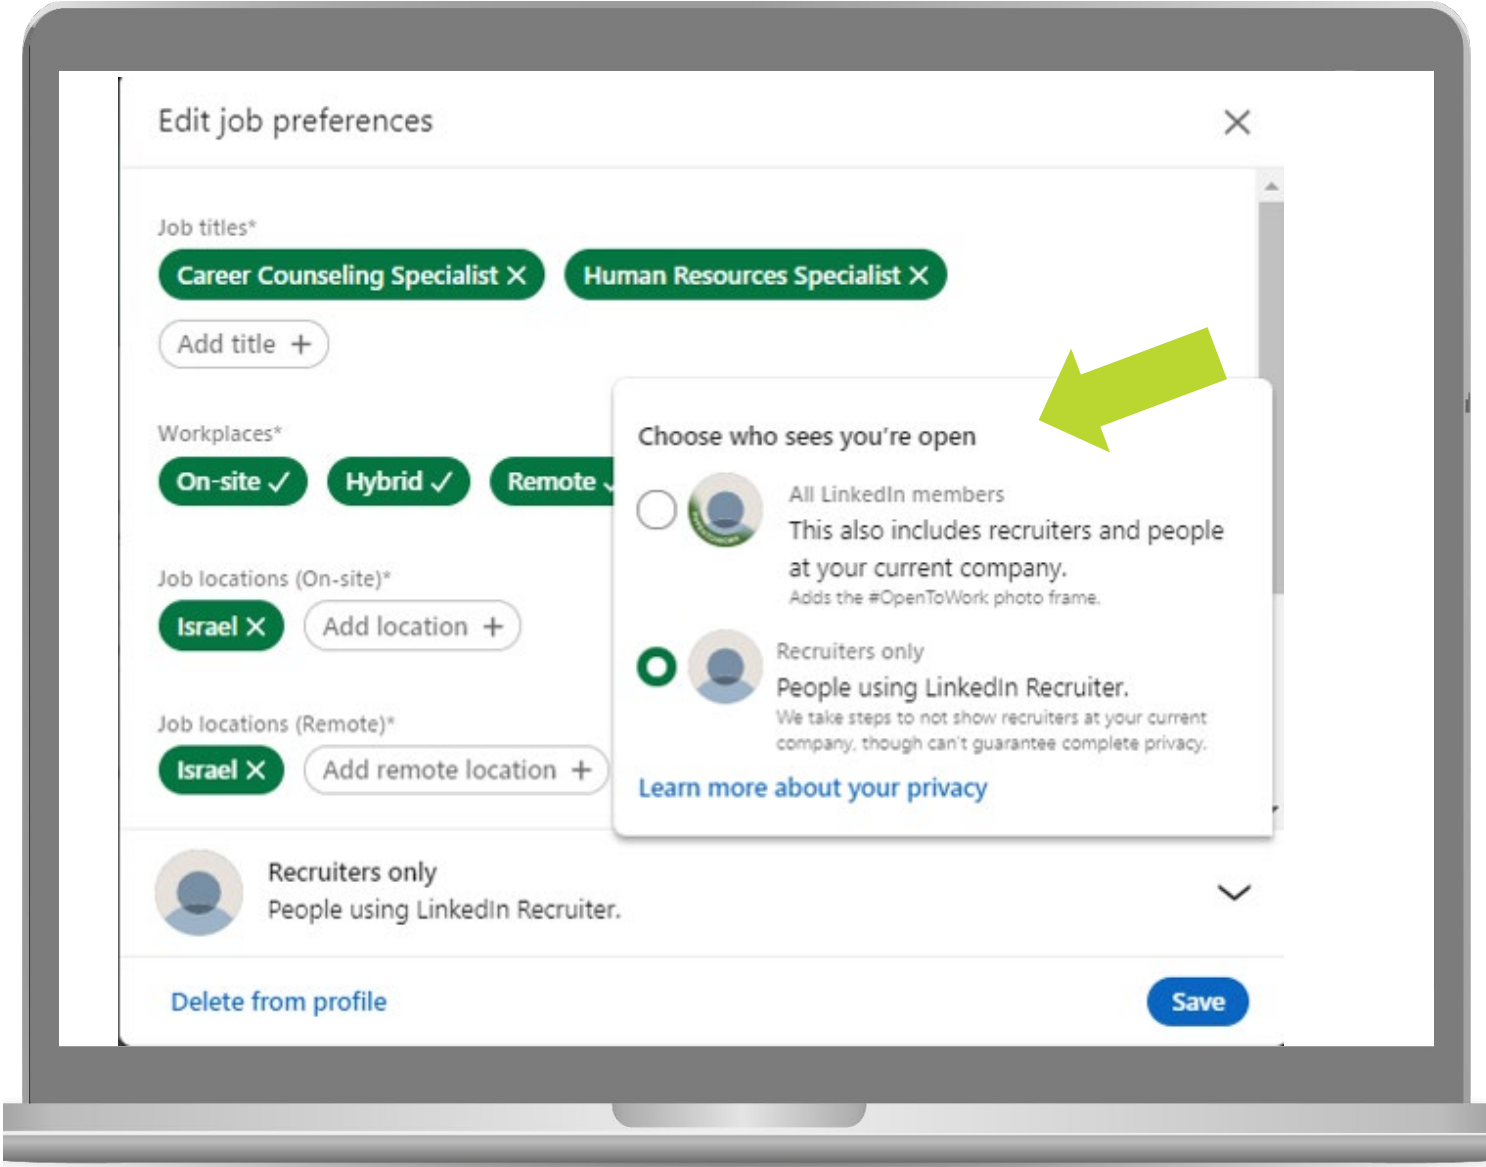 Edit job preferences
Job titles*
Career Counseling Specialist
Human Resources Specialist
Add title +
Workplaces*
On-site
Hybrid
Remote
Job locations (On-site)*
Israel
Add location +
Job locations (Remote)*
Israel
Add remote location +
Choose who sees you're open
All LinkedIn members
This also includes recruiters and people
at your current company.
Adds the #OpenToWork photo frame.
Recruiters only
People using LinkedIn Recruiter.
We take steps to not show recruiters at your current
company, though can't guarantee complete privacy.
Learn more about your privacy
Recruiters only
People using LinkedIn Recruiter.
Delete from profile
Save